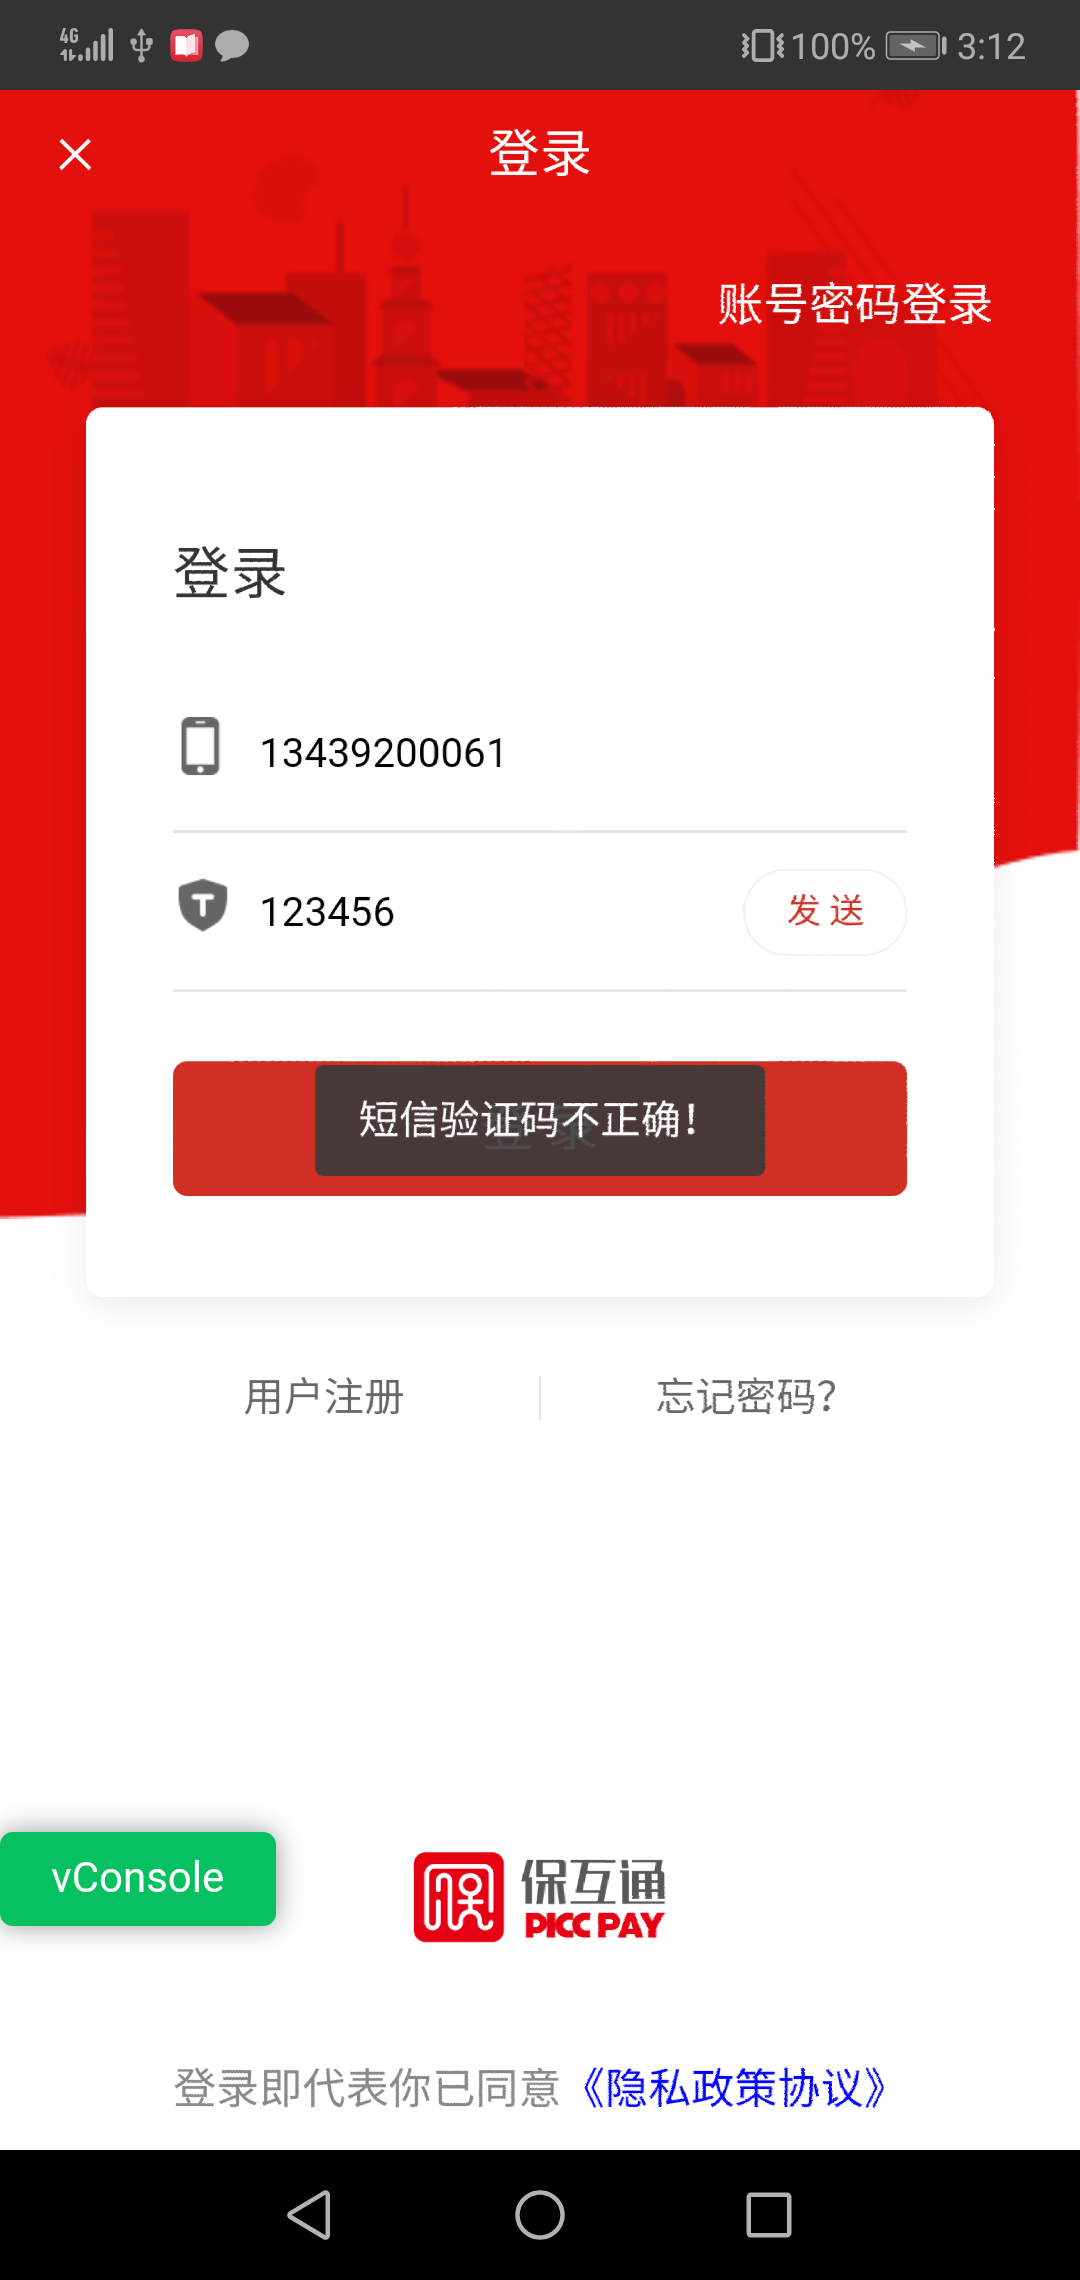 4G 100% 3:12
登录
账号密码登录
登录
13439200061
123456
发 送
登 录
短信验证码不正确！
用户注册
忘记密码？
vConsole
保互通
PICC PAY
登录即代表你已同意《隐私政策协议》